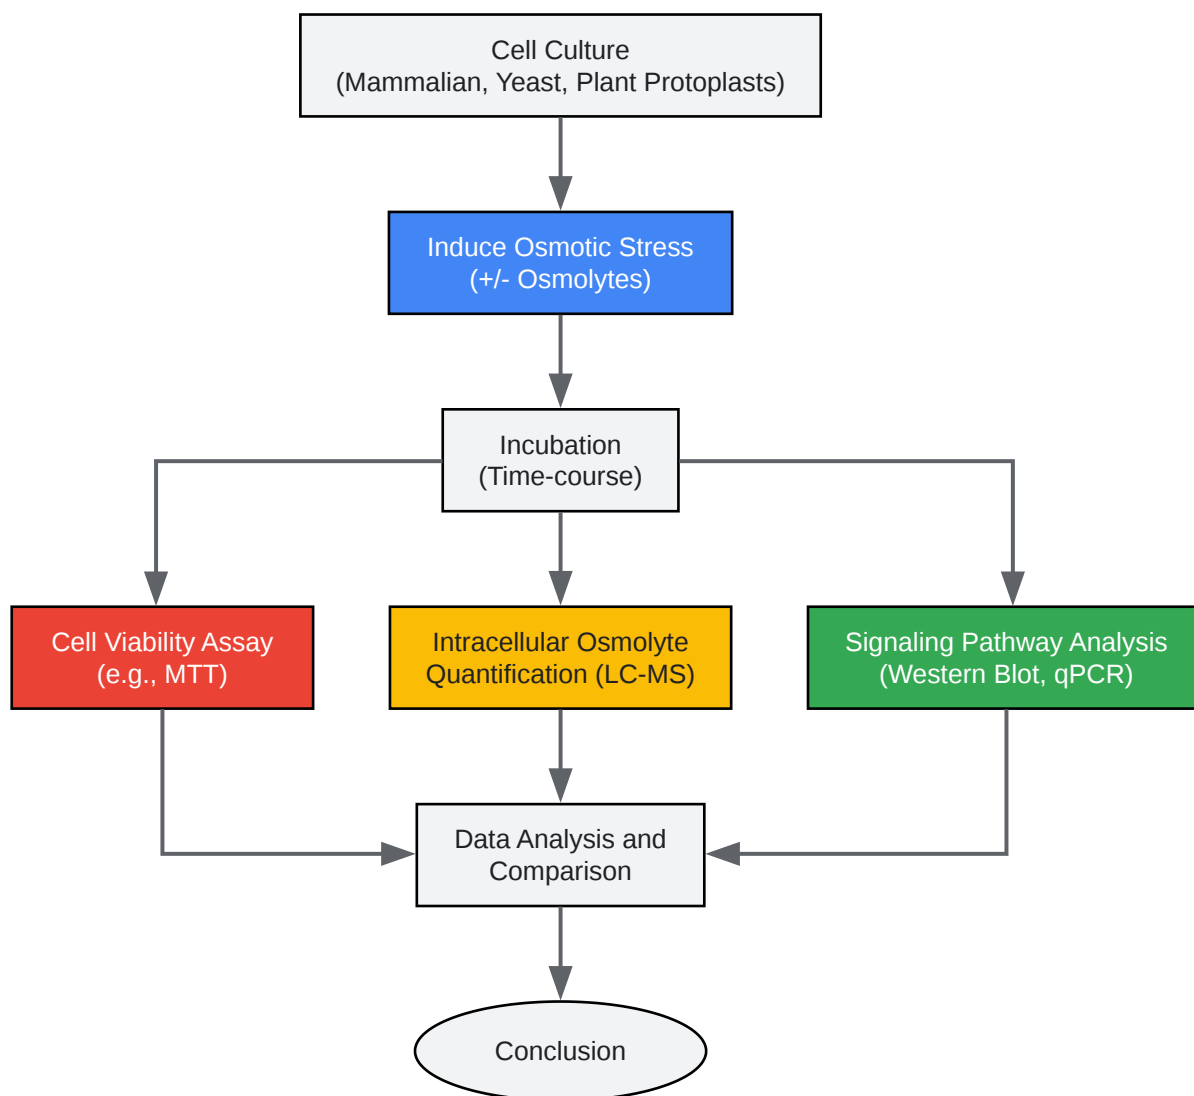 Cell Culture
(Mammalian, Yeast, Plant Protoplasts)
Induce Osmotic Stress
(+/- Osmolytes)
Incubation
(Time-course)
Cell Viability Assay
(e.g., MTT)
Intracellular Osmolyte
Quantification (LC-MS)
Signaling Pathway Analysis
(Western Blot, qPCR)
Data Analysis and
Comparison
Conclusion